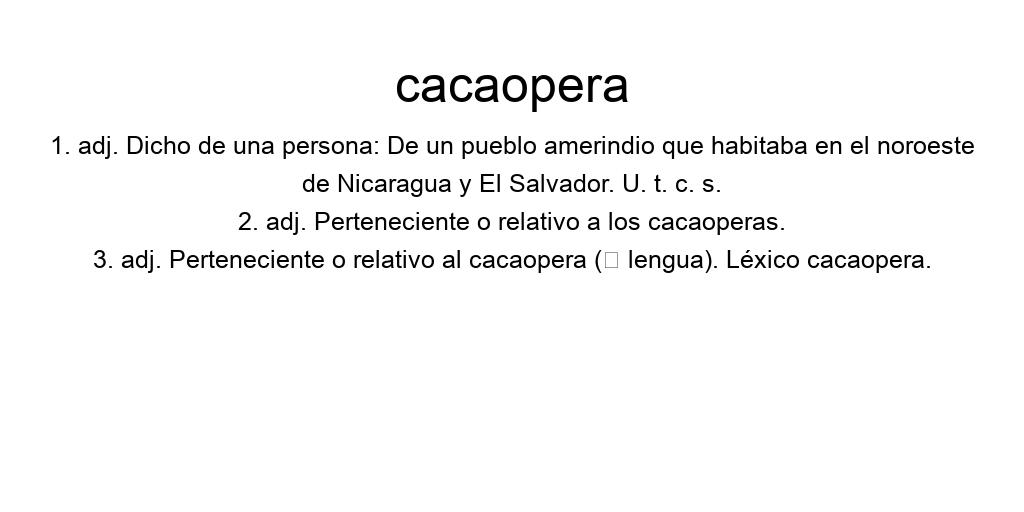 cacaopera
1. adj. Dicho de una persona: De un pueblo amerindio que habitaba en el noroeste
de Nicaragua y El Salvador. U. t. c. s.
2. adj. Perteneciente o relativo a los cacaoperas.
3. adj. Perteneciente o relativo al cacaopera (□ lengua). Léxico cacaopera.